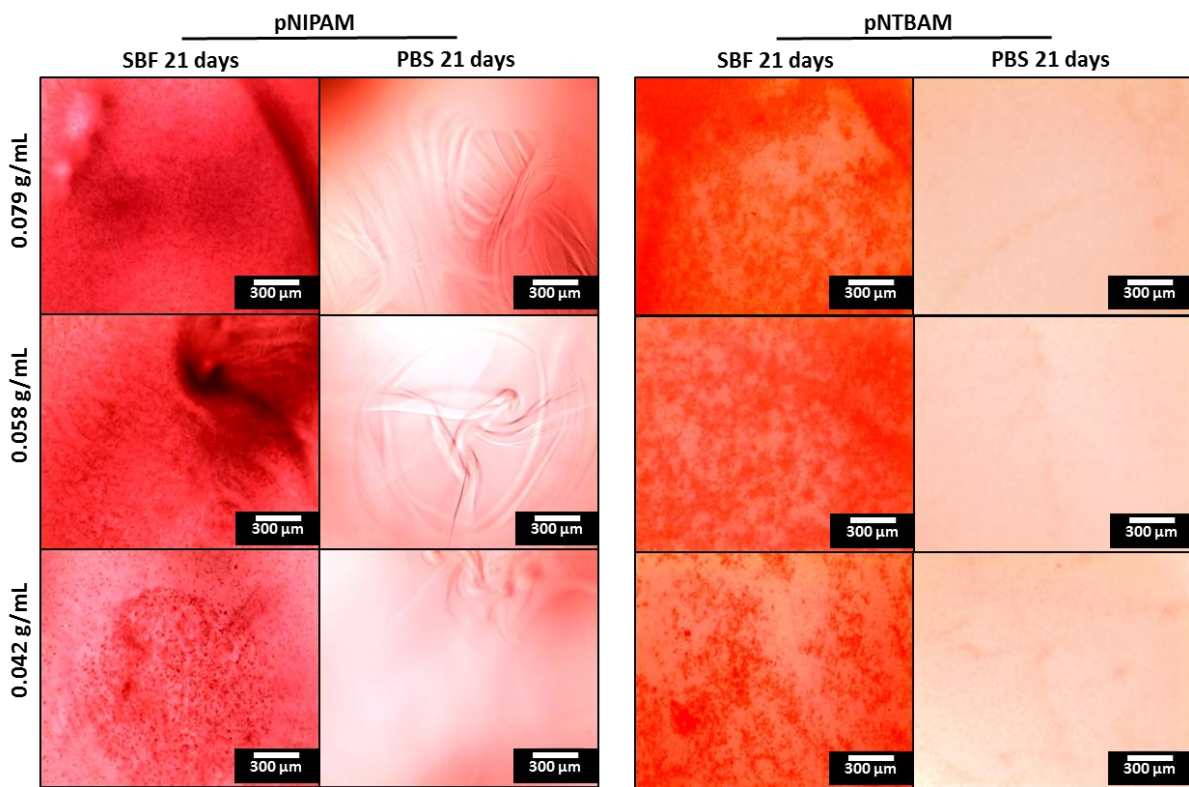 pNIPAM
pNTBAM
SBF 21 days
PBS 21 days
SBF 21 days
PBS 21 days
0.079 g/mL
300 µm
300 µm
300 µm
300 µm
0.058 g/mL
300 µm
300 µm
300 µm
300 µm
0.042 g/mL
300 µm
300 µm
300 µm
300 µm